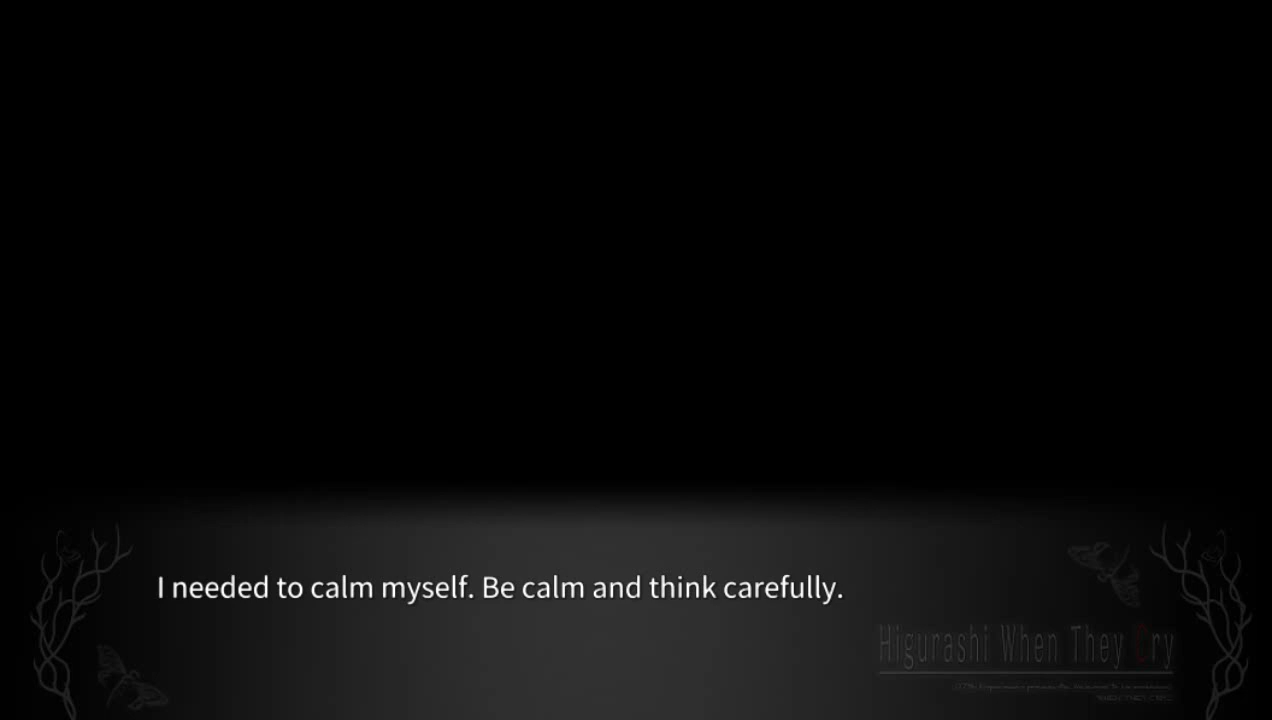 I needed to calm myself. Be calm and think carefully.
Higurashi When They Cry